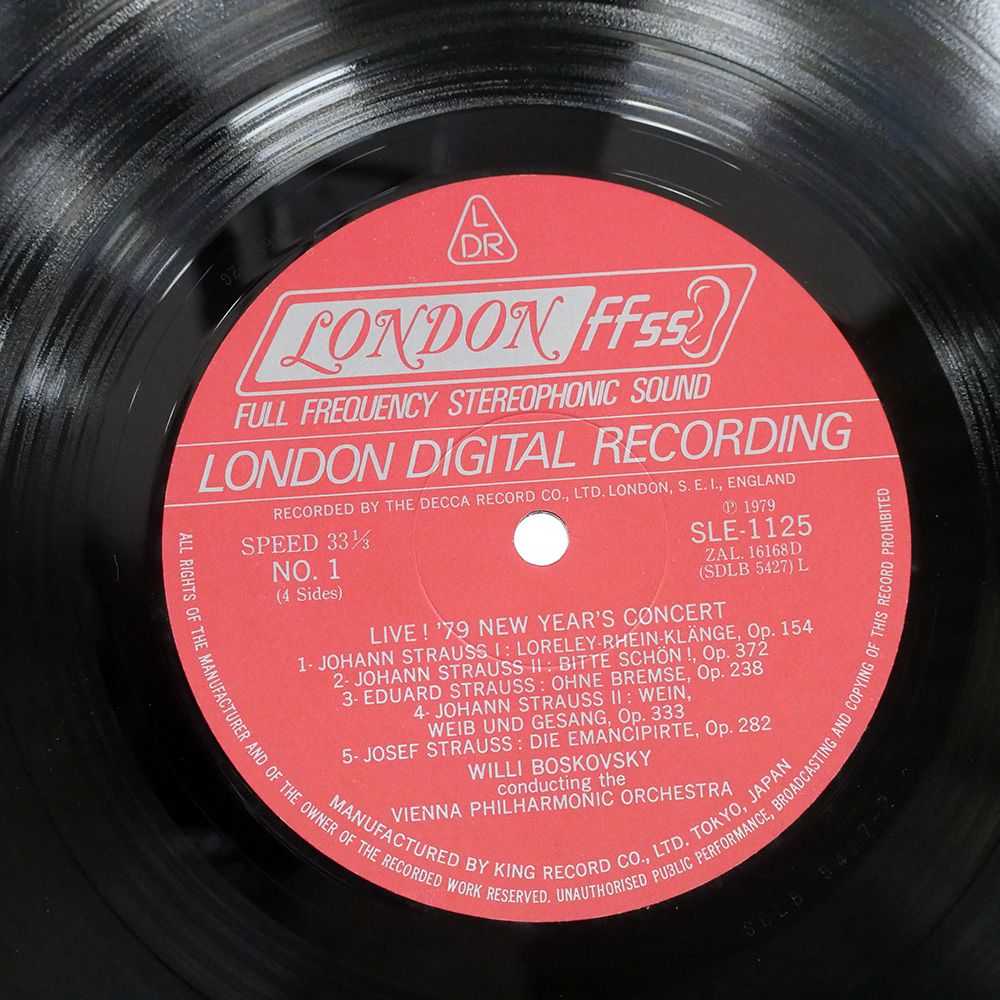 L
DR
LONDON ffss
FULL FREQUENCY STEREOPHONIC SOUND
LONDON DIGITAL RECORDING
RECORDED BY THE DECCA RECORD CO., LTD. LONDON, S. E. I., ENGLAND
℗ 1979
SPEED 33⅓
SLE-1125
NO. 1
ZAL. 16168D
(4 Sides)
(SDLB 5427) L
LIVE! '79 NEW YEAR'S CONCERT
1- JOHANN STRAUSS I : LORELEY-RHEIN-KLÄNGE, Op. 154
2- JOHANN STRAUSS II : BITTE SCHÖN!, Op. 372
3- EDUARD STRAUSS : OHNE BREMSE, Op. 238
4- JOHANN STRAUSS II : WEIN,
WEIB UND GESANG, Op. 333
5- JOSEF STRAUSS : DIE EMANCIPIRTE, Op. 282
WILLI BOSKOVSKY
conducting the
VIENNA PHILHARMONIC ORCHESTRA
MANUFACTURED BY KING RECORD CO., LTD. TOKYO, JAPAN
ALL RIGHTS OF THE MANUFACTURER AND OF THE OWNER OF THE RECORDED WORK RESERVED. UNAUTHORISED PUBLIC PERFORMANCE, BROADCASTING AND COPYING OF THIS RECORD PROHIBITED
SDLB 5427-2